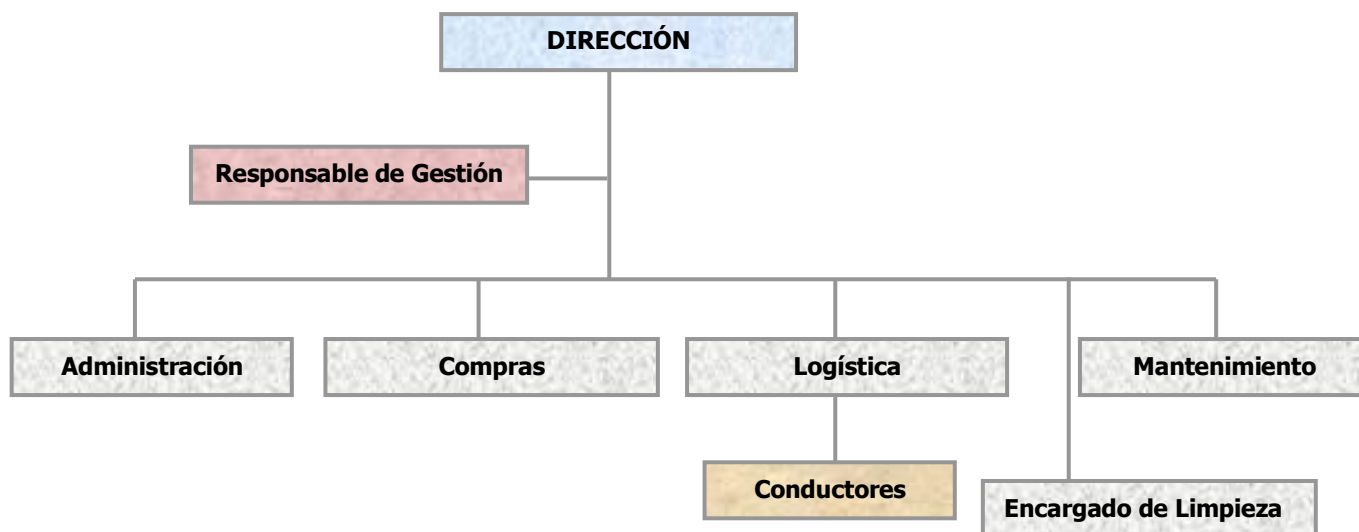 DIRECCIÓN
Responsable de Gestión
Administración
Compras
Logística
Mantenimiento
Conductores
Encargado de Limpieza